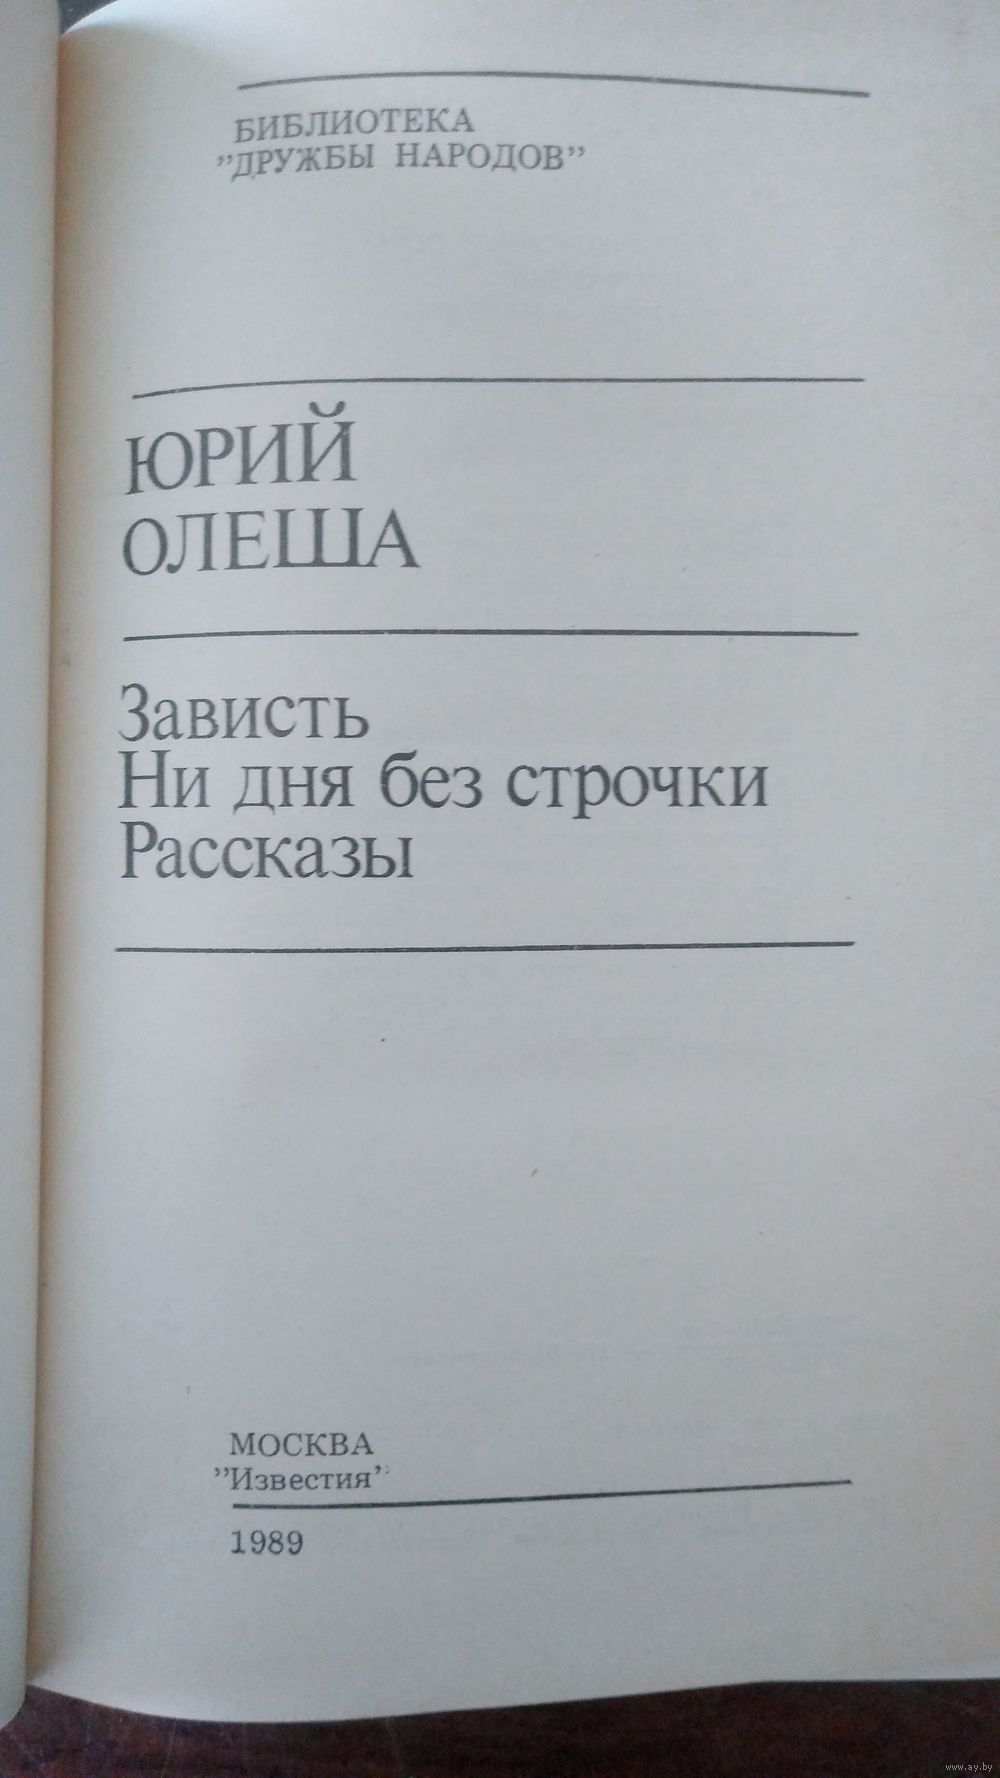 БИБЛИОТЕКА
”ДРУЖБЫ НАРОДОВ”
ЮРИЙ
ОЛЕША
Зависть
Ни дня без строчки
Рассказы
МОСКВА
”Известия”
1989
www.ay.by